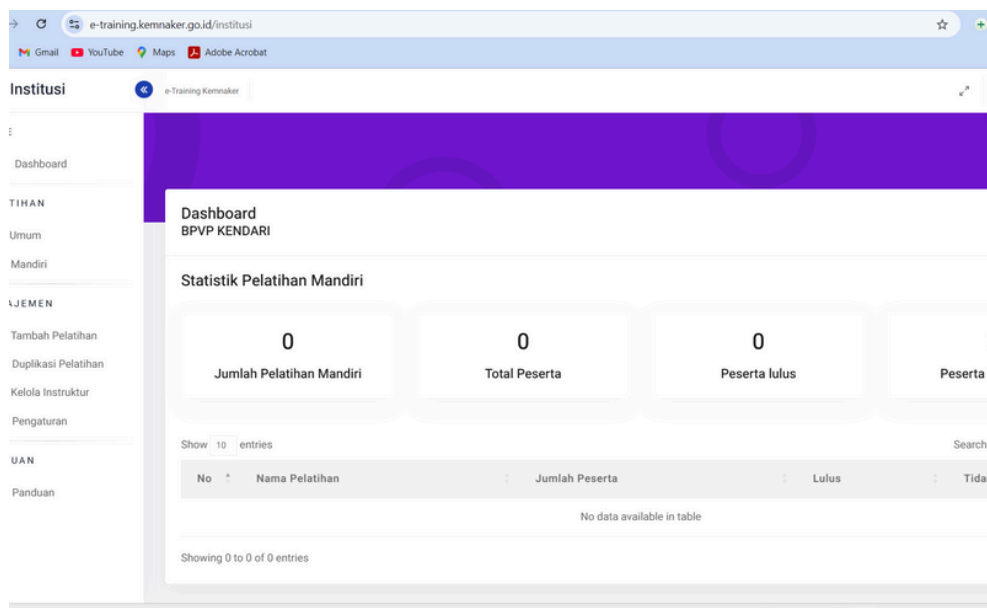 e-training.kemnaker.go.id/institusi
Gmail YouTube Maps Adobe Acrobat
Institusi
e-Training Kemnaker
E
Dashboard
TIHAN
Umum
Mandiri
AJEMEN
Tambah Pelatihan
Duplikasi Pelatihan
Kelola Instruktur
Pengaturan
UAN
Panduan
Dashboard
BPVP KENDARI
Statistik Pelatihan Mandiri
0
Jumlah Pelatihan Mandiri
0
Total Peserta
0
Peserta lulus
Peserta
Show 10 entries
Search
No Nama Pelatihan Jumlah Peserta Lulus Tida
No data available in table
Showing 0 to 0 of 0 entries